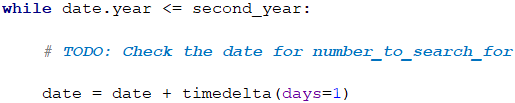 while date.year <= second_year:
# TODO: Check the date for number_to_search_for
date = date + timedelta(days=1)